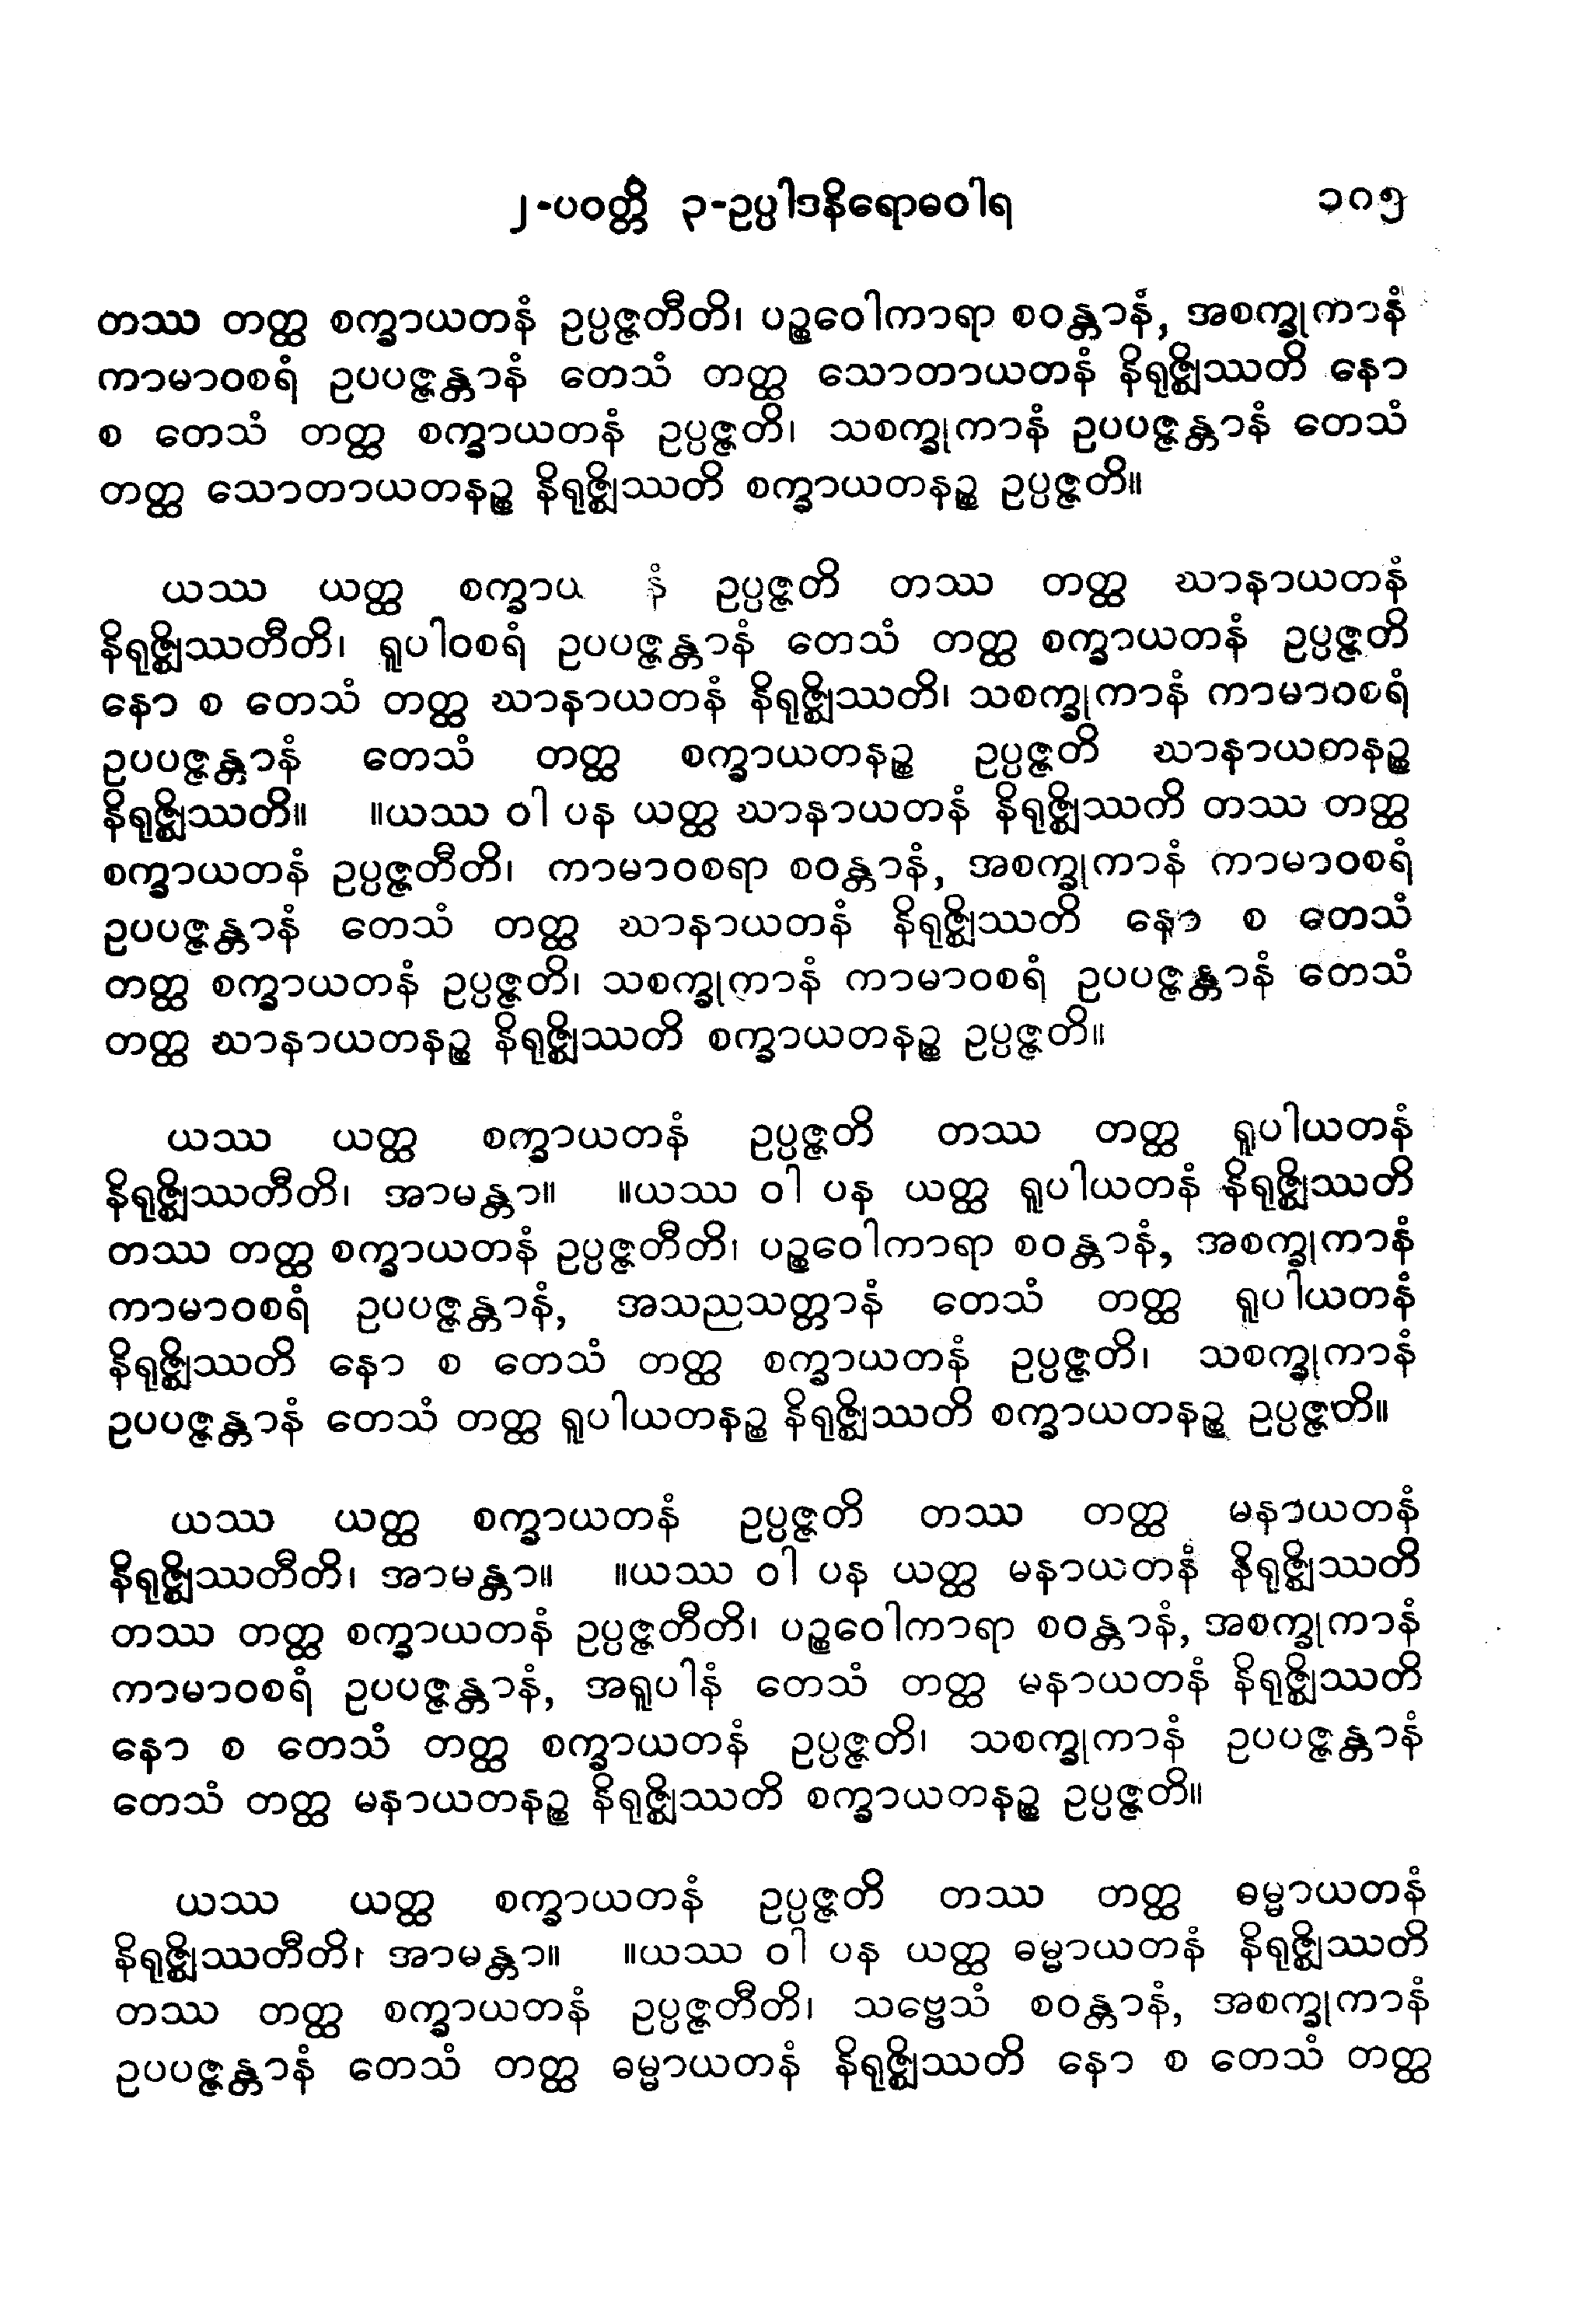 ၂-ပဝတ္တိ ၃-ဥပ္ပါဒနိရောဓဝါရ ၁၀၅
တဿ တတ္ထ စက္ခာယတနံ ဥပ္ပဇ္ဇတီတိ၊ ပဉ္စဝေါကာရာ စဝန္တာနံ, အစက္ခုကာနံ
ကာမာဝစရံ ဥပပဇ္ဇန္တာနံ တေသံ တတ္ထ သောတာယတနံ နိရုဇ္ဈိဿတိ နော
စ တေသံ တတ္ထ စက္ခာယတနံ ဥပ္ပဇ္ဇတိ၊ သစက္ခုကာနံ ဥပပဇ္ဇန္တာနံ တေသံ
တတ္ထ သောတာယတနဉ္စ နိရုဇ္ဈိဿတိ စက္ခာယတနဉ္စ ဥပ္ပဇ္ဇတိ။
ယဿ ယတ္ထ စက္ခာယ နံ ဥပ္ပဇ္ဇတိ တဿ တတ္ထ ဃာနာယတနံ
နိရုဇ္ဈိဿတီတိ၊ ရူပါဝစရံ ဥပပဇ္ဇန္တာနံ တေသံ တတ္ထ စက္ခာယတနံ ဥပ္ပဇ္ဇတိ
နော စ တေသံ တတ္ထ ဃာနာယတနံ နိရုဇ္ဈိဿတိ၊ သစက္ခုကာနံ ကာမာဝစရံ
ဥပပဇ္ဇန္တာနံ တေသံ တတ္ထ စက္ခာယတနဉ္စ ဥပ္ပဇ္ဇတိ ဃာနာယတနဉ္စ
နိရုဇ္ဈိဿတိ။ ။ယဿ ဝါ ပန ယတ္ထ ဃာနာယတနံ နိရုဇ္ဈိဿတိ တဿ တတ္ထ
စက္ခာယတနံ ဥပ္ပဇ္ဇတီတိ၊ ကာမာဝစရာ စဝန္တာနံ, အစက္ခုကာနံ ကာမာဝစရံ
ဥပပဇ္ဇန္တာနံ တေသံ တတ္ထ ဃာနာယတနံ နိရုဇ္ဈိဿတိ နော စ တေသံ
တတ္ထ စက္ခာယတနံ ဥပ္ပဇ္ဇတိ၊ သစက္ခုကာနံ ကာမာဝစရံ ဥပပဇ္ဇန္တာနံ တေသံ
တတ္ထ ဃာနာယတနဉ္စ နိရုဇ္ဈိဿတိ စက္ခာယတနဉ္စ ဥပ္ပဇ္ဇတိ။
ယဿ ယတ္ထ စက္ခာယတနံ ဥပ္ပဇ္ဇတိ တဿ တတ္ထ ရူပါယတနံ
နိရုဇ္ဈိဿတီတိ၊ အာမန္တာ။ ။ယဿ ဝါ ပန ယတ္ထ ရူပါယတနံ နိရုဇ္ဈိဿတိ
တဿ တတ္ထ စက္ခာယတနံ ဥပ္ပဇ္ဇတီတိ၊ ပဉ္စဝေါကာရာ စဝန္တာနံ, အစက္ခုကာနံ
ကာမာဝစရံ ဥပပဇ္ဇန္တာနံ, အသညသတ္တာနံ တေသံ တတ္ထ ရူပါယတနံ
နိရုဇ္ဈိဿတိ နော စ တေသံ တတ္ထ စက္ခာယတနံ ဥပ္ပဇ္ဇတိ၊ သစက္ခုကာနံ
ဥပပဇ္ဇန္တာနံ တေသံ တတ္ထ ရူပါယတနဉ္စ နိရုဇ္ဈိဿတိ စက္ခာယတနဉ္စ ဥပ္ပဇ္ဇတိ။
ယဿ ယတ္ထ စက္ခာယတနံ ဥပ္ပဇ္ဇတိ တဿ တတ္ထ မနာယတနံ
နိရုဇ္ဈိဿတီတိ၊ အာမန္တာ။ ။ယဿ ဝါ ပန ယတ္ထ မနာယတနံ နိရုဇ္ဈိဿတိ
တဿ တတ္ထ စက္ခာယတနံ ဥပ္ပဇ္ဇတီတိ၊ ပဉ္စဝေါကာရာ စဝန္တာနံ, အစက္ခုကာနံ
ကာမာဝစရံ ဥပပဇ္ဇန္တာနံ, အရူပါနံ တေသံ တတ္ထ မနာယတနံ နိရုဇ္ဈိဿတိ
နော စ တေသံ တတ္ထ စက္ခာယတနံ ဥပ္ပဇ္ဇတိ၊ သစက္ခုကာနံ ဥပပဇ္ဇန္တာနံ
တေသံ တတ္ထ မနာယတနဉ္စ နိရုဇ္ဈိဿတိ စက္ခာယတနဉ္စ ဥပ္ပဇ္ဇတိ။
ယဿ ယတ္ထ စက္ခာယတနံ ဥပ္ပဇ္ဇတိ တဿ တတ္ထ ဓမ္မာယတနံ
နိရုဇ္ဈိဿတီတိ၊ အာမန္တာ။ ။ယဿ ဝါ ပန ယတ္ထ ဓမ္မာယတနံ နိရုဇ္ဈိဿတိ
တဿ တတ္ထ စက္ခာယတနံ ဥပ္ပဇ္ဇတီတိ၊ သဗ္ဗေသံ စဝန္တာနံ, အစက္ခုကာနံ
ဥပပဇ္ဇန္တာနံ တေသံ တတ္ထ ဓမ္မာယတနံ နိရုဇ္ဈိဿတိ နော စ တေသံ တတ္ထ